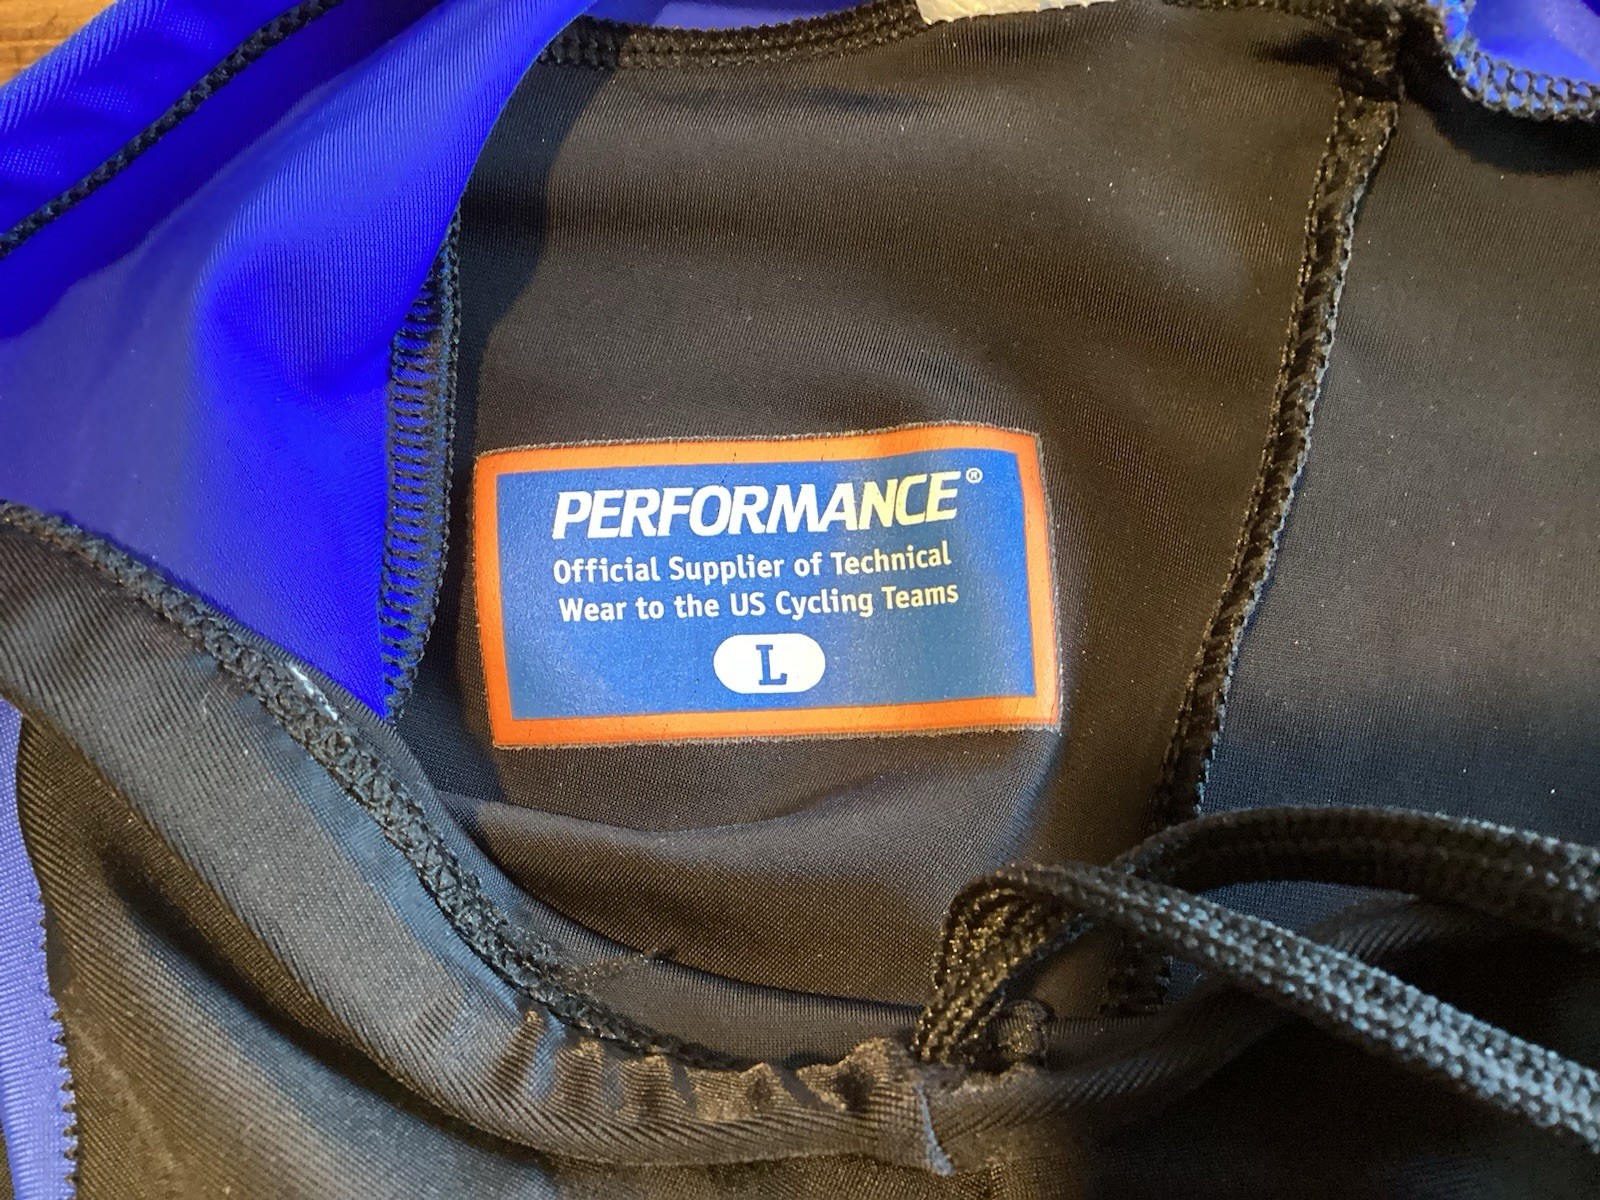 PERFORMANCE®
Official Supplier of Technical
Wear to the US Cycling Teams
L